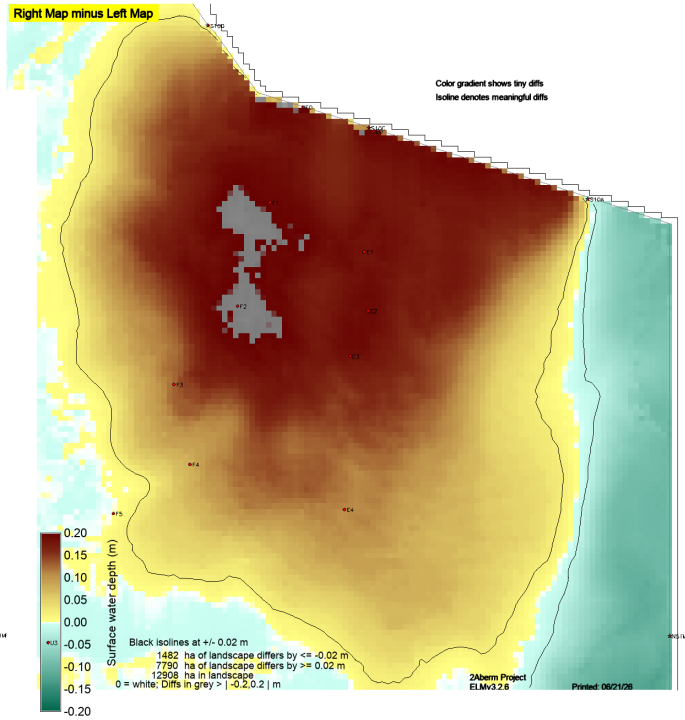 Right Map minus Left Map
S10D
Color gradient shows tiny diffs
Isoline denotes meaningful diffs
S10C
S10A
E1
F2
E3
F3
F4
E4
F5
0.20
0.15
0.10
0.05
0.00
-0.05
-0.10
-0.15
-0.20
Surface water depth (m)
U3
Black isolines at +/- 0.02 m
1482 ha of landscape differs by <= -0.02 m
7790 ha of landscape differs by >= 0.02 m
12908 ha in landscape
0 = white; Diffs in grey > | -0.2,0.2 | m
2Aberm Project
ELMv3.2.6
Printed: 06/21/26